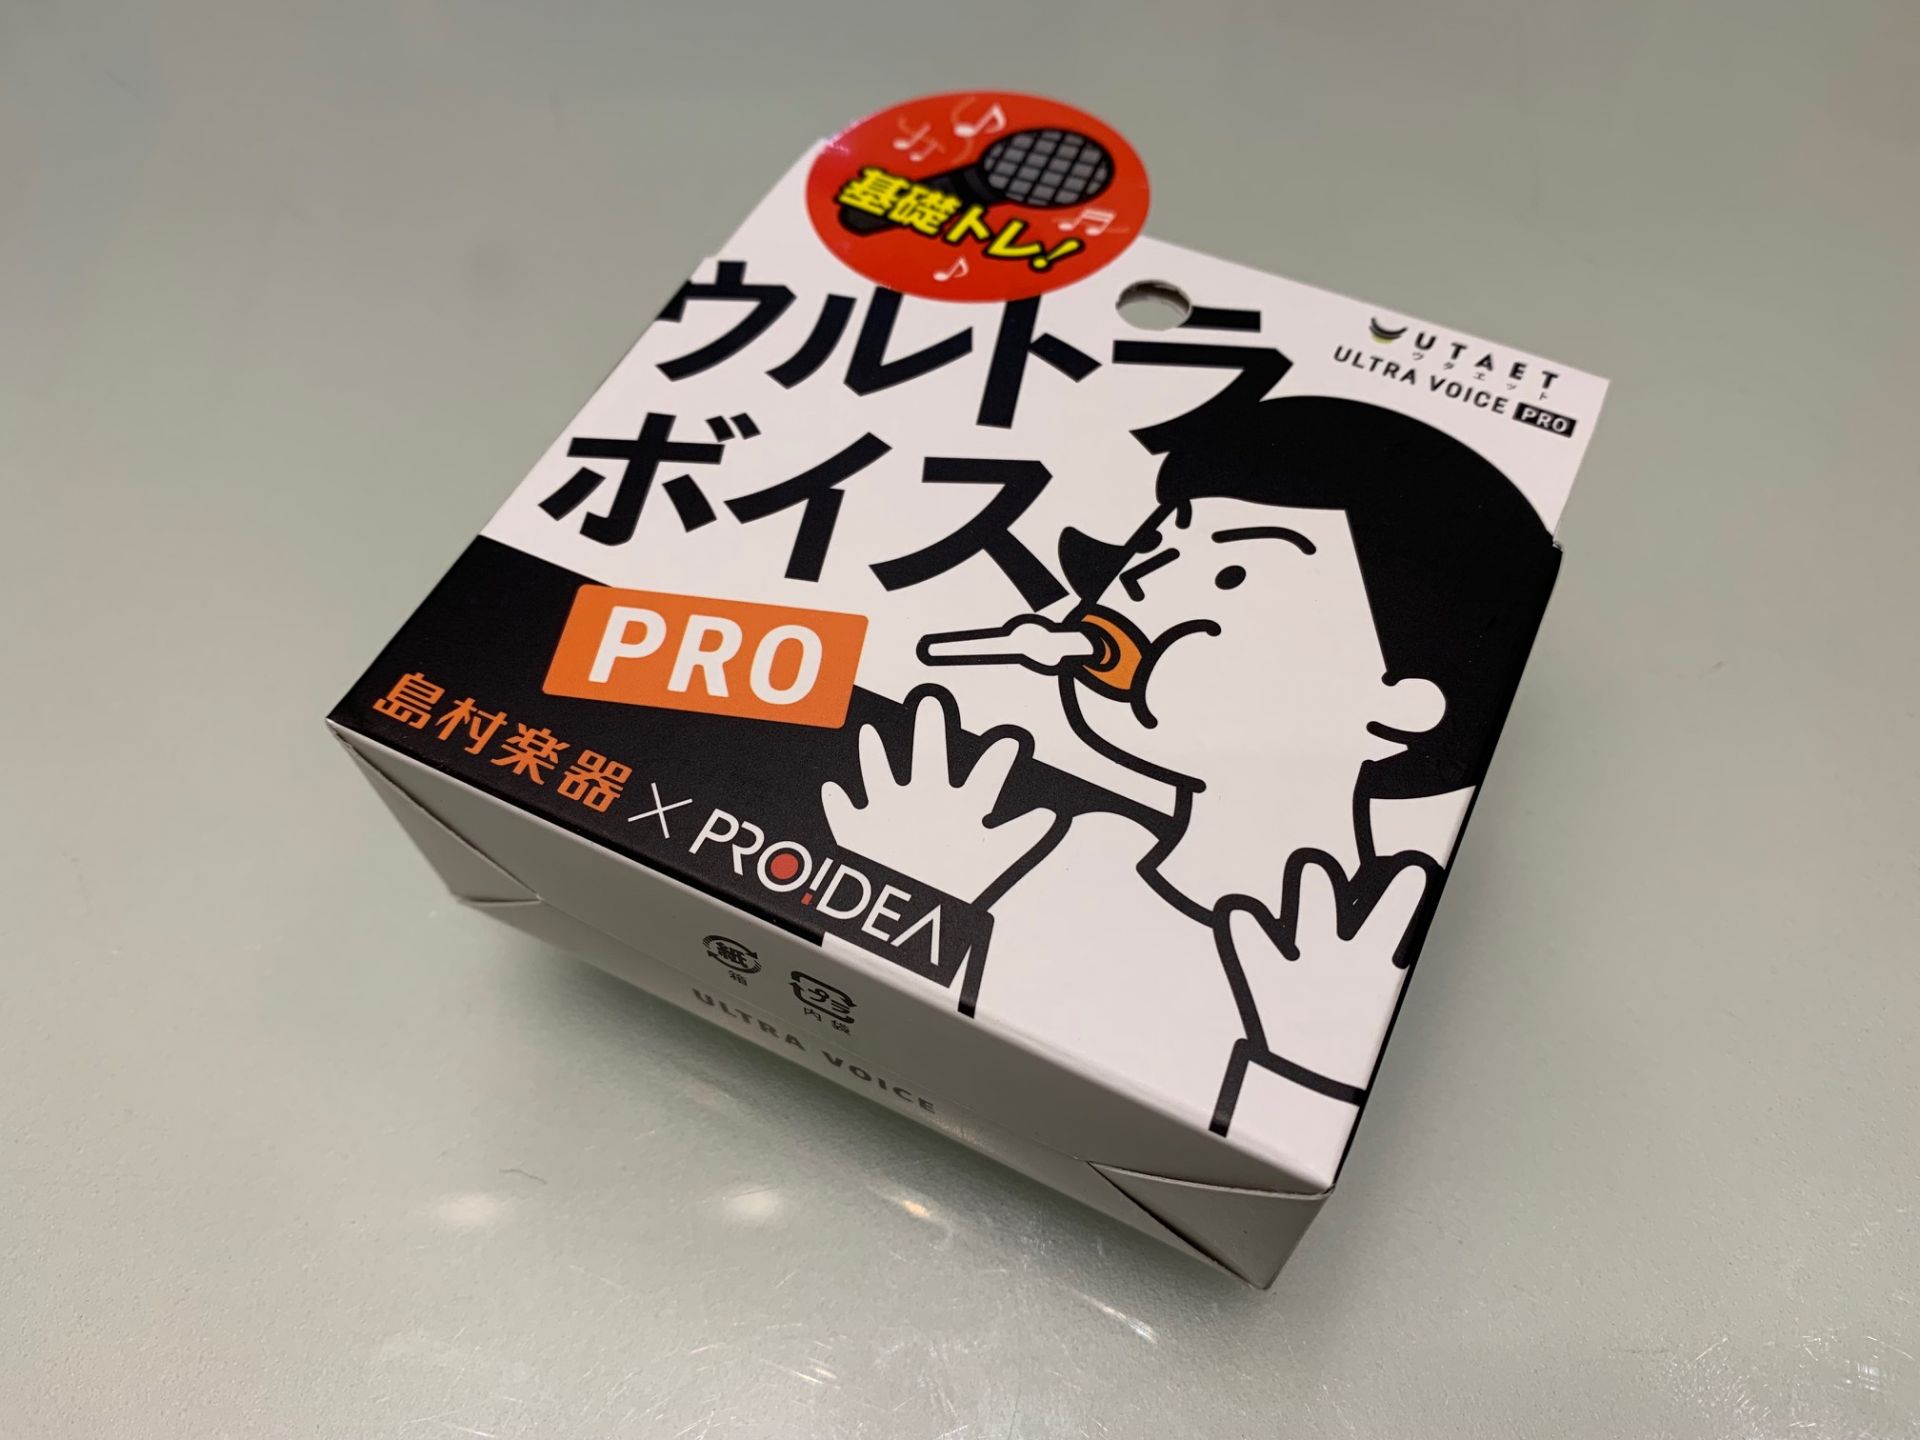 基礎トレ!
UTAET
ウタエット
ULTRA VOICE PRO
ウルトラ
ボイス
PRO
島村楽器×PRO!DEA
紙
箱
プラ
内袋
ULTRA VOICE